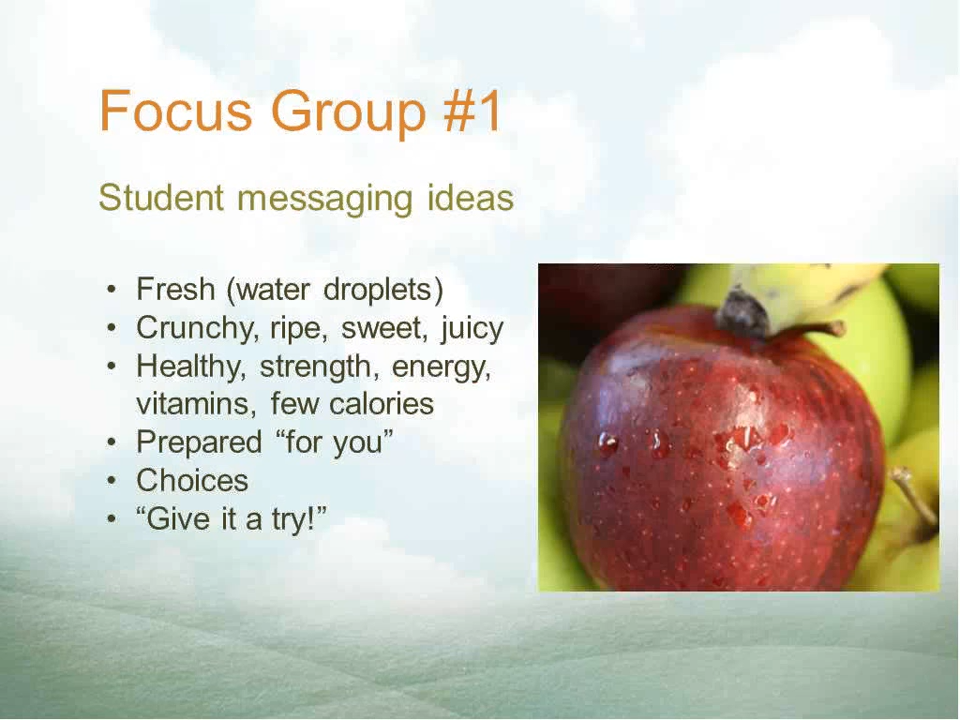 Focus Group #1
Student messaging ideas
• Fresh (water droplets)
• Crunchy, ripe, sweet, juicy
• Healthy, strength, energy,
vitamins, few calories
• Prepared “for you”
• Choices
• “Give it a try!”